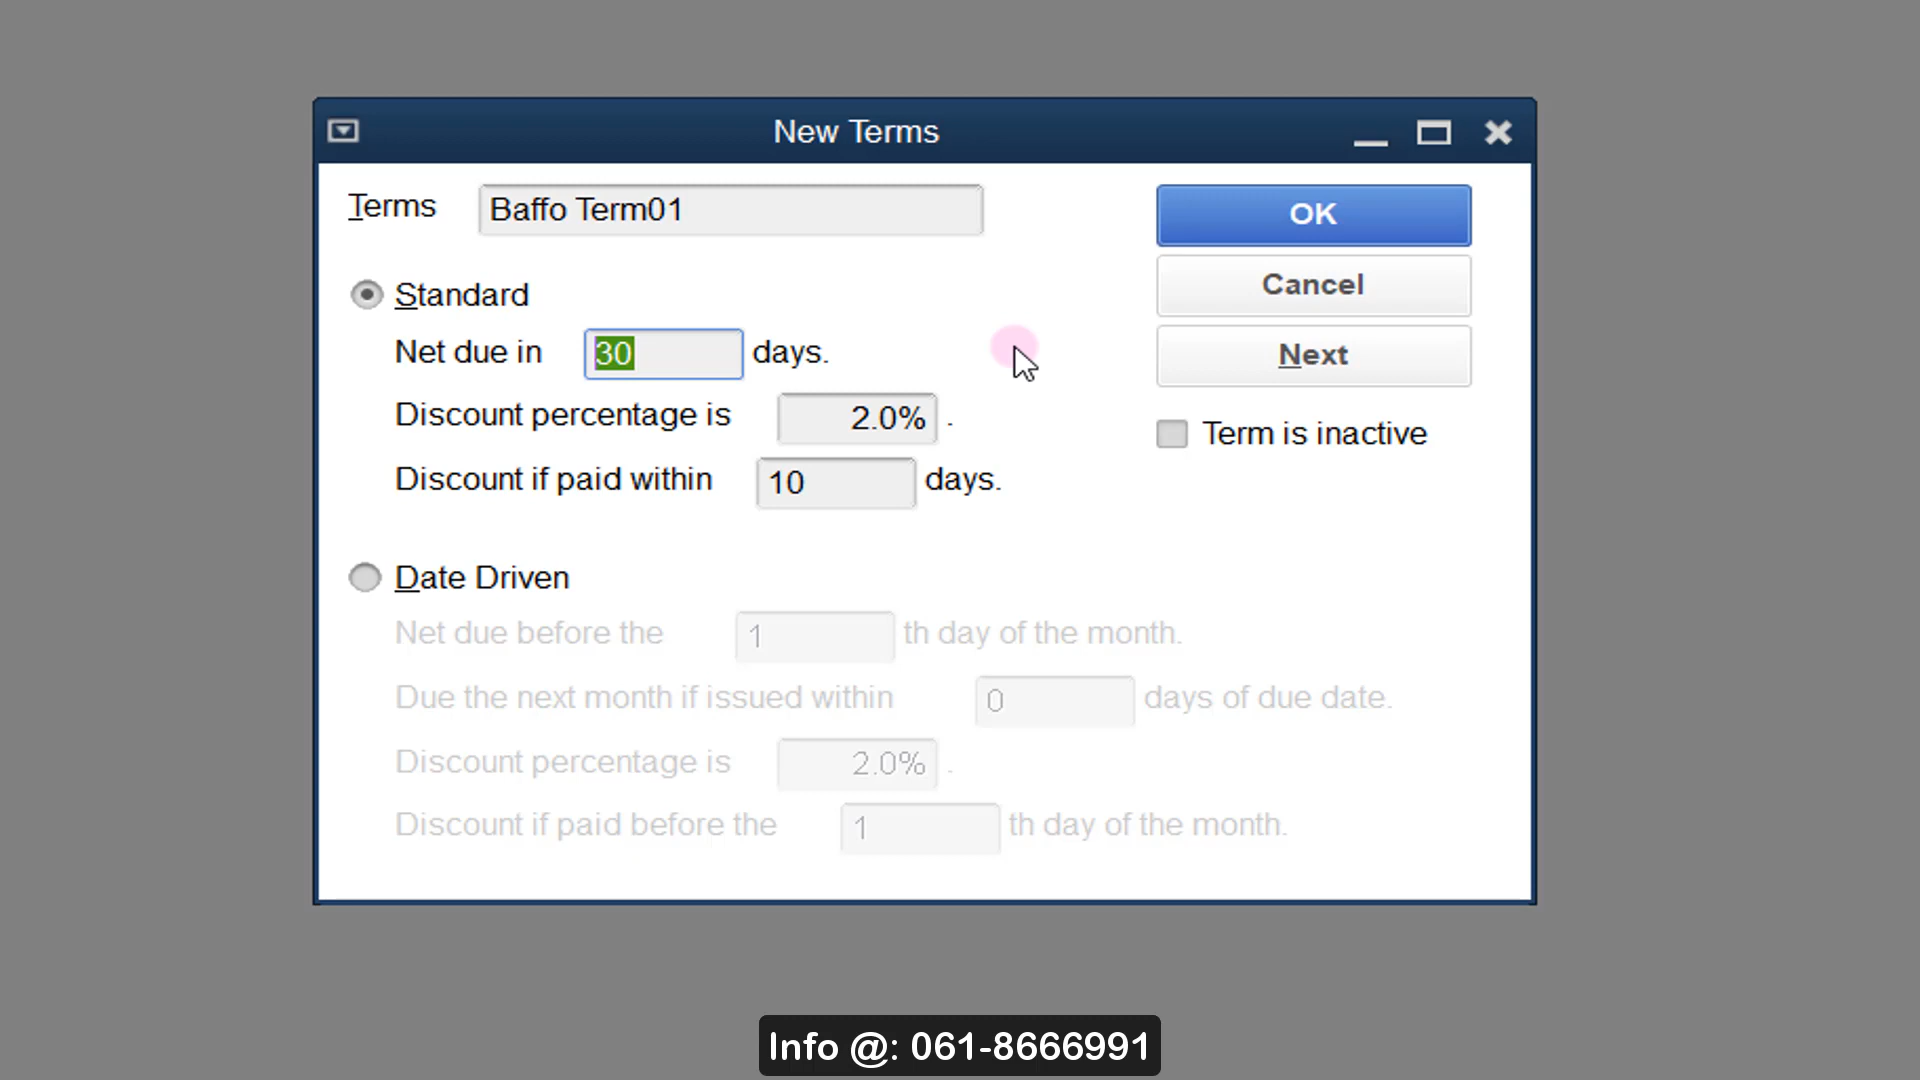 New Terms
Terms Baffo Term01
OK
Cancel
Next
Term is inactive
Standard
Net due in 30 days.
Discount percentage is 2.0% .
Discount if paid within 10 days.
Date Driven
Net due before the 1 th day of the month.
Due the next month if issued within 0 days of due date.
Discount percentage is 2.0% .
Discount if paid before the 1 th day of the month.
Info @: 061-8666991